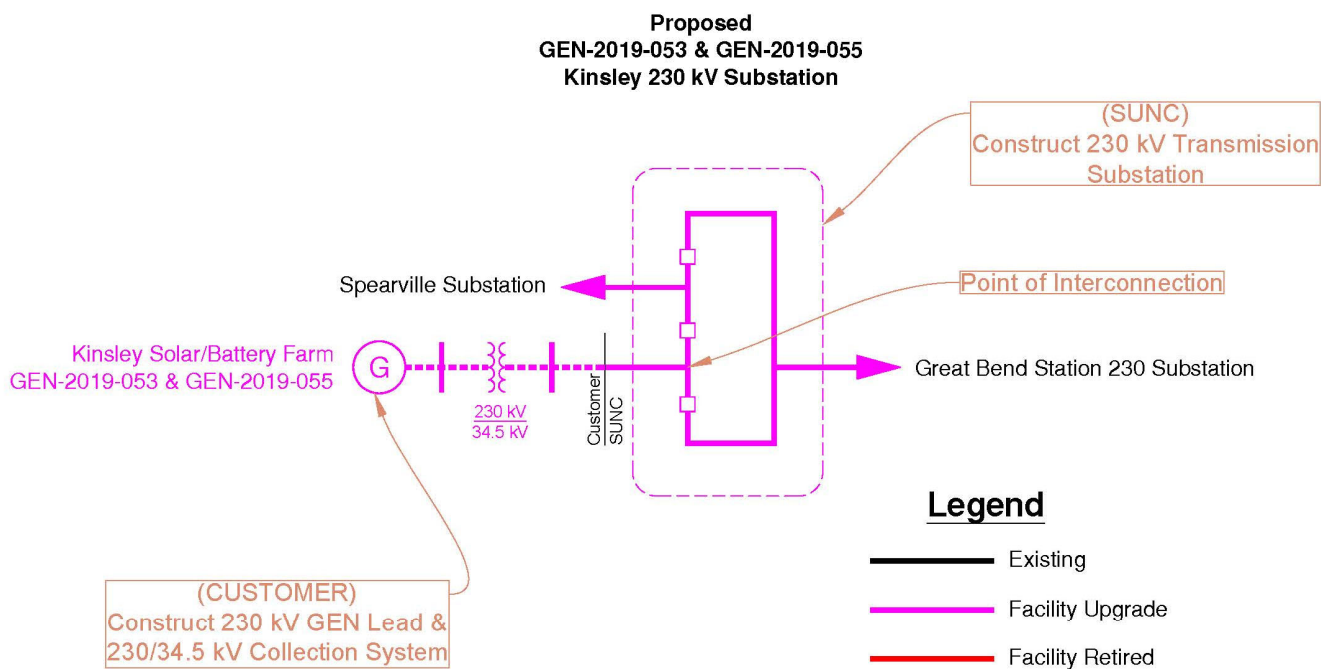 Proposed
GEN-2019-053 & GEN-2019-055
Kinsley 230 kV Substation
(SUNC)
Construct 230 kV Transmission
Substation
Spearville Substation
Point of Interconnection
Kinsley Solar/Battery Farm
GEN-2019-053 & GEN-2019-055
G
230 kV
34.5 kV
Customer
SUNC
Great Bend Station 230 Substation
(CUSTOMER)
Construct 230 kV GEN Lead &
230/34.5 kV Collection System
Legend
Existing
Facility Upgrade
Facility Retired